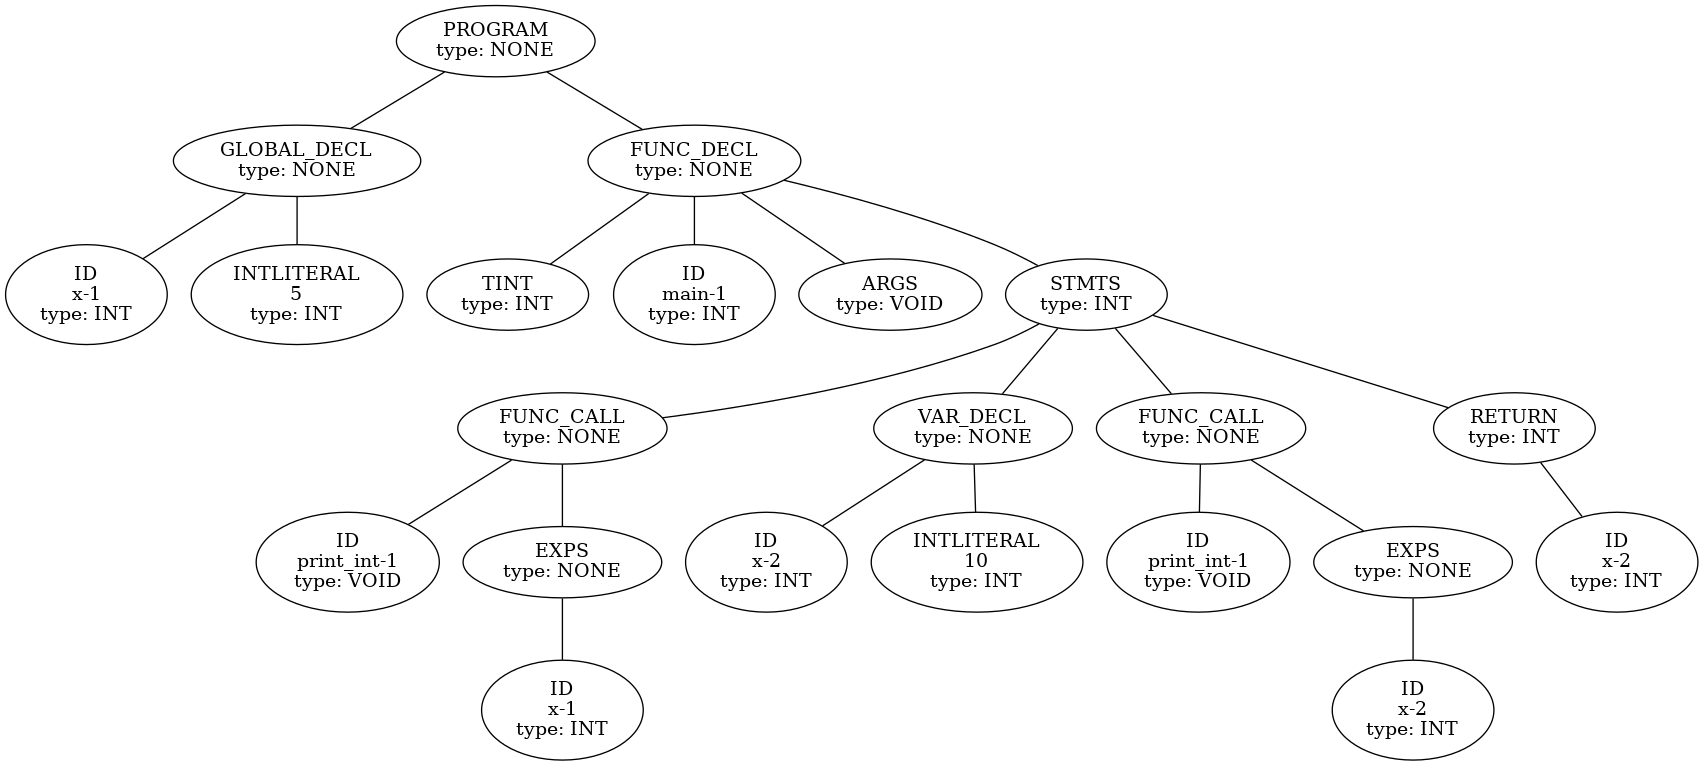 PROGRAM
type: NONE
GLOBAL_DECL
type: NONE
FUNC_DECL
type: NONE
ID
x-1
type: INT
INTLITERAL
5
type: INT
TINT
type: INT
ID
main-1
type: INT
ARGS
type: VOID
STMTS
type: INT
FUNC_CALL
type: NONE
VAR_DECL
type: NONE
FUNC_CALL
type: NONE
RETURN
type: INT
ID
print_int-1
type: VOID
EXPS
type: NONE
ID
x-2
type: INT
INTLITERAL
10
type: INT
ID
print_int-1
type: VOID
EXPS
type: NONE
ID
x-2
type: INT
ID
x-1
type: INT
ID
x-2
type: INT